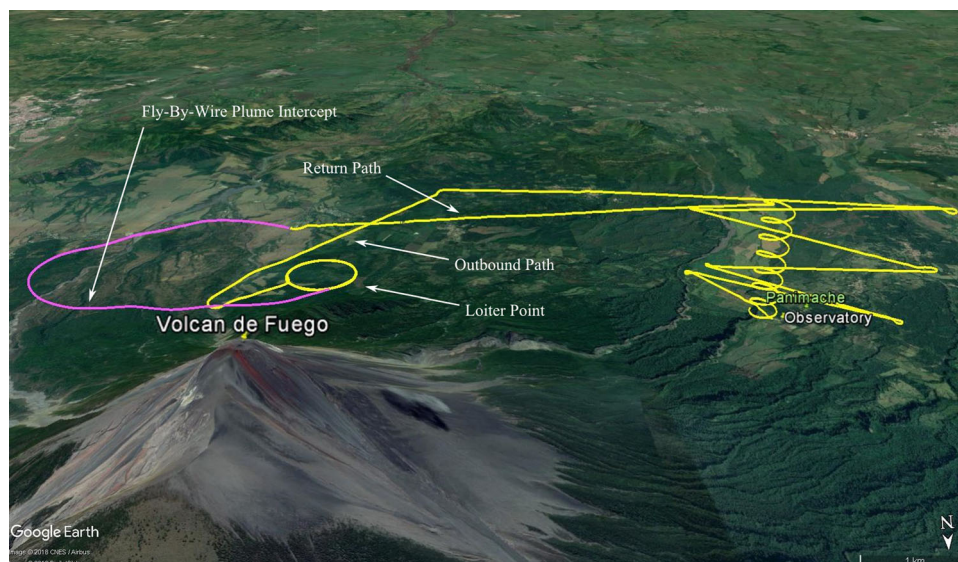 Fly-By-Wire Plume Intercept
Return Path
Outbound Path
Loiter Point
Panimache
Observatory
Volcan de Fuego
Google Earth
Image © 2018 CNES / Airbus
N
1 km